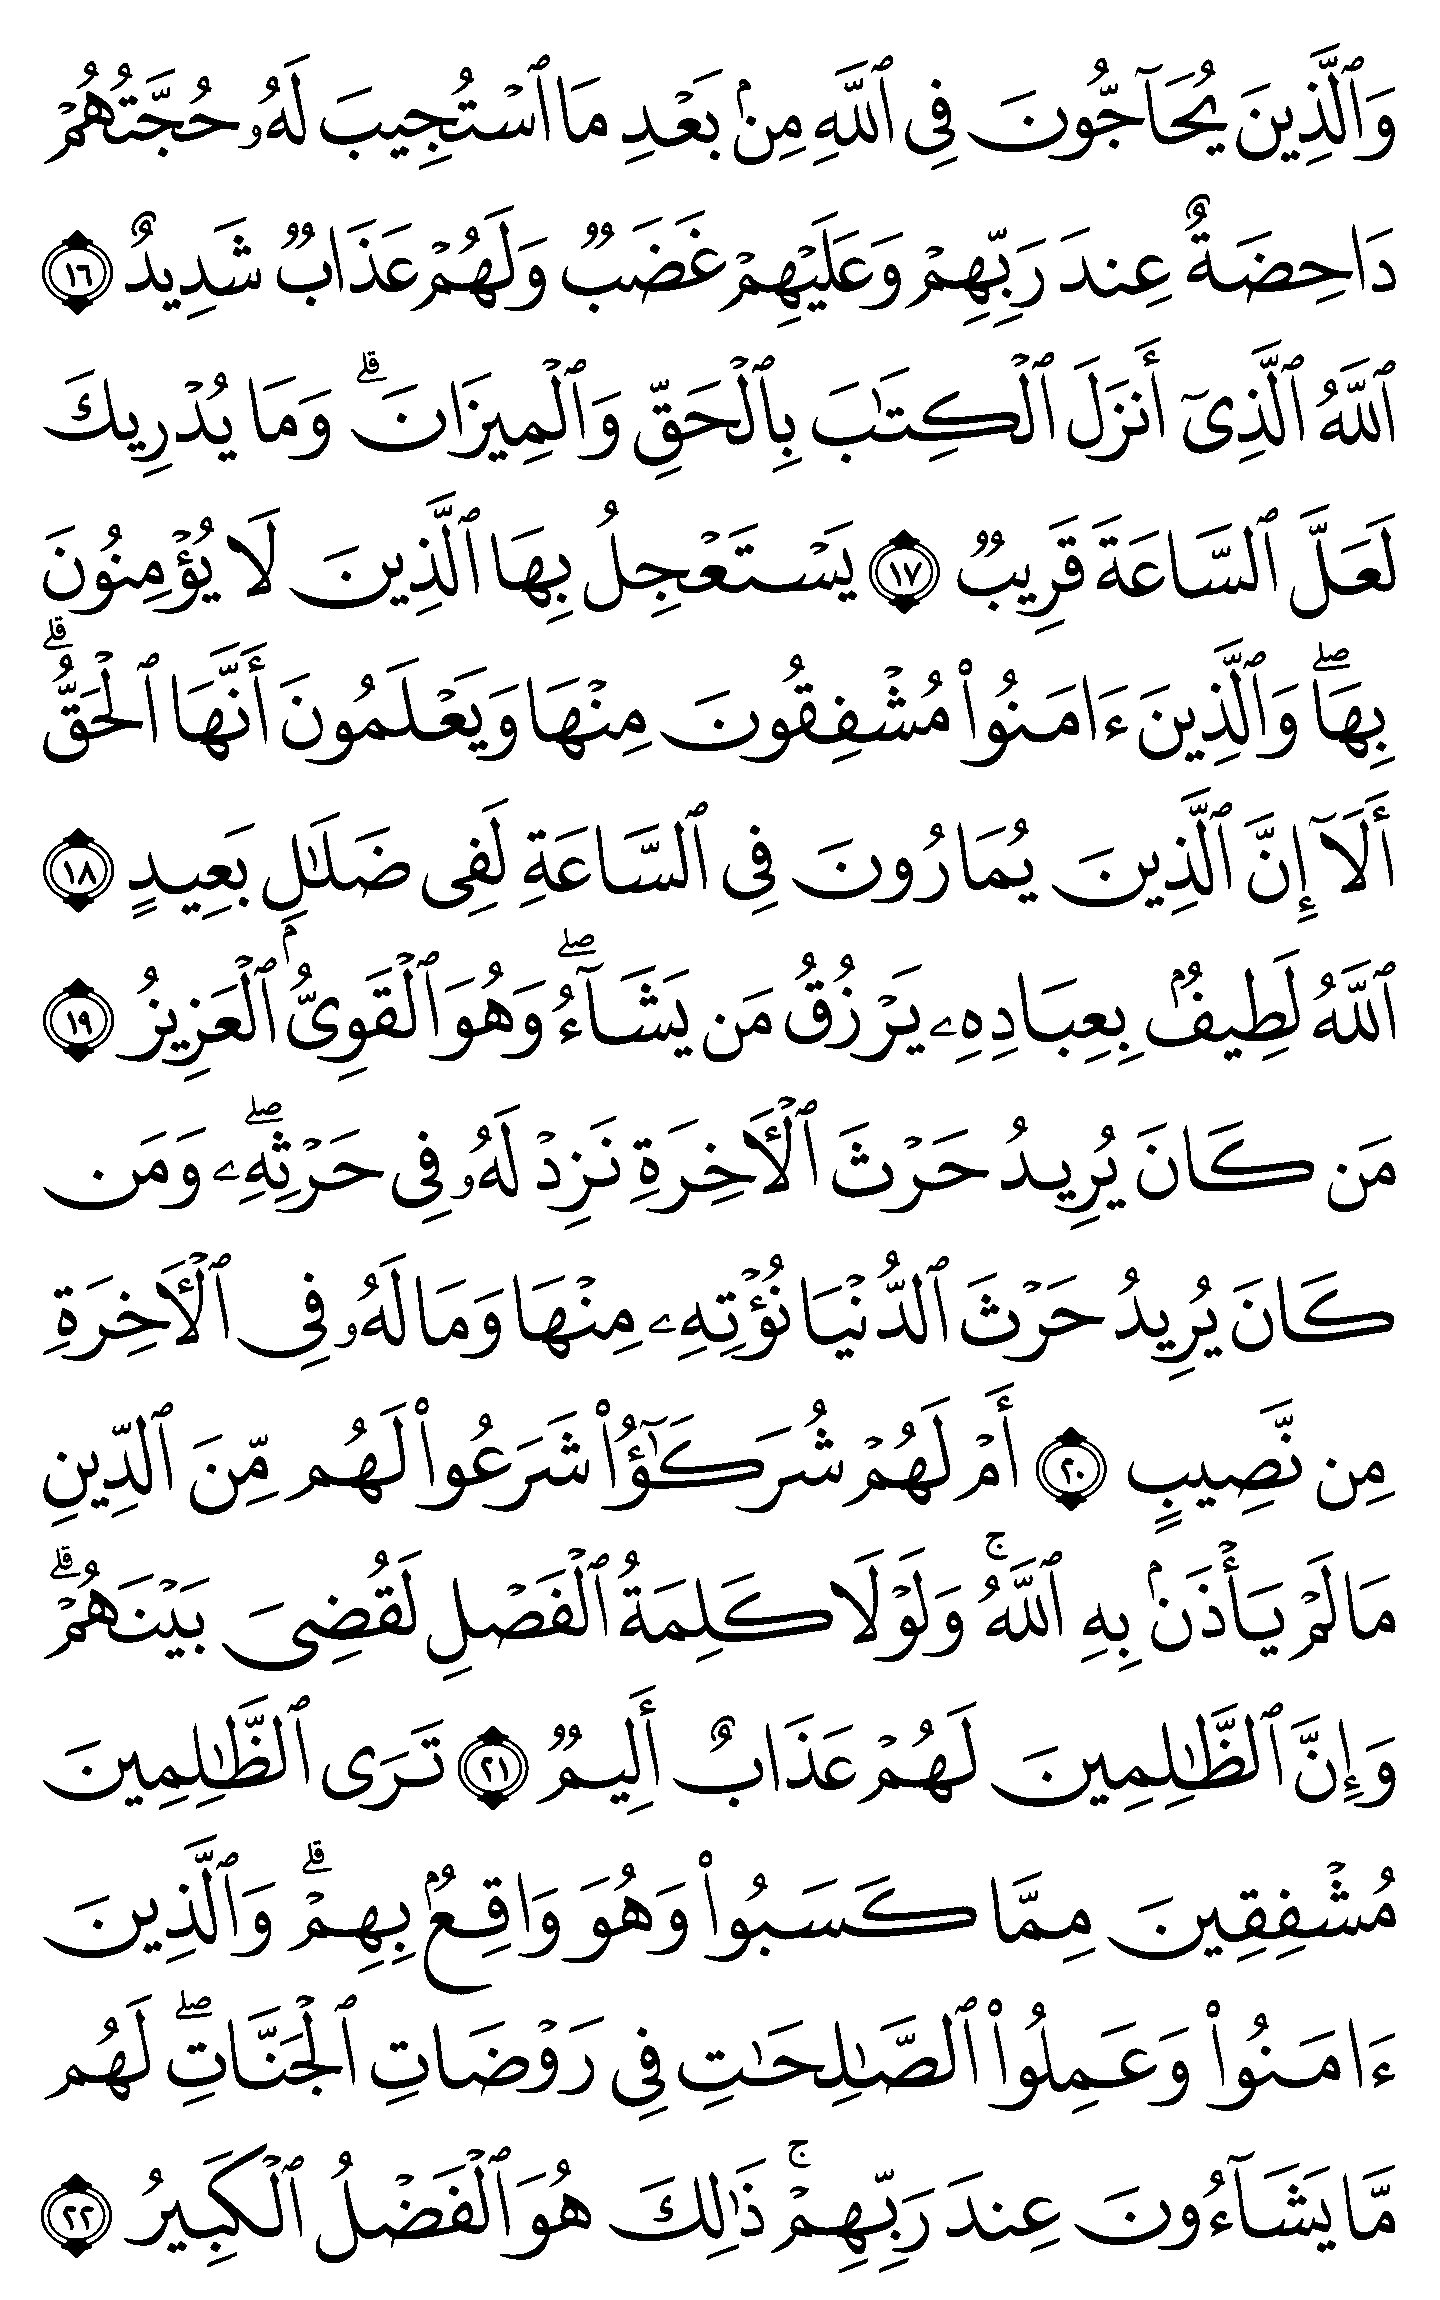 وَٱلَّذِينَ يُحَآجُّونَ فِى ٱللَّهِ مِنۢ بَعْدِ مَا ٱسْتُجِيبَ لَهُۥ حُجَّتُهُمْ
دَاحِضَةٌ عِندَ رَبِّهِمْ وَعَلَيْهِمْ غَضَبٌ وَلَهُمْ عَذَابٌ شَدِيدٌ ١٦
ٱللَّهُ ٱلَّذِىٓ أَنزَلَ ٱلْكِتَـٰبَ بِٱلْحَقِّ وَٱلْمِيزَانَ ۗ وَمَا يُدْرِيكَ
لَعَلَّ ٱلسَّاعَةَ قَرِيبٌ ١٧ يَسْتَعْجِلُ بِهَا ٱلَّذِينَ لَا يُؤْمِنُونَ
بِهَا ۖ وَٱلَّذِينَ ءَامَنُوا۟ مُشْفِقُونَ مِنْهَا وَيَعْلَمُونَ أَنَّهَا ٱلْحَقُّ ۗ
أَلَآ إِنَّ ٱلَّذِينَ يُمَارُونَ فِى ٱلسَّاعَةِ لَفِى ضَلَـٰلٍۭ بَعِيدٍ ١٨
ٱللَّهُ لَطِيفٌۢ بِعِبَادِهِۦ يَرْزُقُ مَن يَشَآءُ ۖ وَهُوَ ٱلْقَوِىُّ ٱلْعَزِيزُ ١٩
مَن كَانَ يُرِيدُ حَرْثَ ٱلْـَٔاخِرَةِ نَزِدْ لَهُۥ فِى حَرْثِهِۦ ۖ وَمَن
كَانَ يُرِيدُ حَرْثَ ٱلدُّنْيَا نُؤْتِهِۦ مِنْهَا وَمَا لَهُۥ فِى ٱلْـَٔاخِرَةِ
مِن نَّصِيبٍ ٢٠ أَمْ لَهُمْ شُرَكَـٰٓؤُا۟ شَرَعُوا۟ لَهُم مِّنَ ٱلدِّينِ
مَا لَمْ يَأْذَنۢ بِهِ ٱللَّهُ ۚ وَلَوْلَا كَلِمَةُ ٱلْفَصْلِ لَقُضِىَ بَيْنَهُمْ ۗ
وَإِنَّ ٱلظَّـٰلِمِينَ لَهُمْ عَذَابٌ أَلِيمٌ ٢١ تَرَى ٱلظَّـٰلِمِينَ
مُشْفِقِينَ مِمَّا كَسَبُوا۟ وَهُوَ وَاقِعٌۢ بِهِمْ ۗ وَٱلَّذِينَ
ءَامَنُوا۟ وَعَمِلُوا۟ ٱلصَّـٰلِحَـٰتِ فِى رَوْضَاتِ ٱلْجَنَّاتِ ۖ لَهُم
مَّا يَشَآءُونَ عِندَ رَبِّهِمْ ۚ ذَٰلِكَ هُوَ ٱلْفَضْلُ ٱلْكَبِيرُ ٢٢